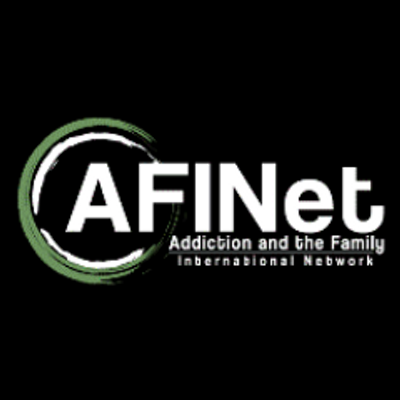 AFINet
Addiction and the Family
International Network